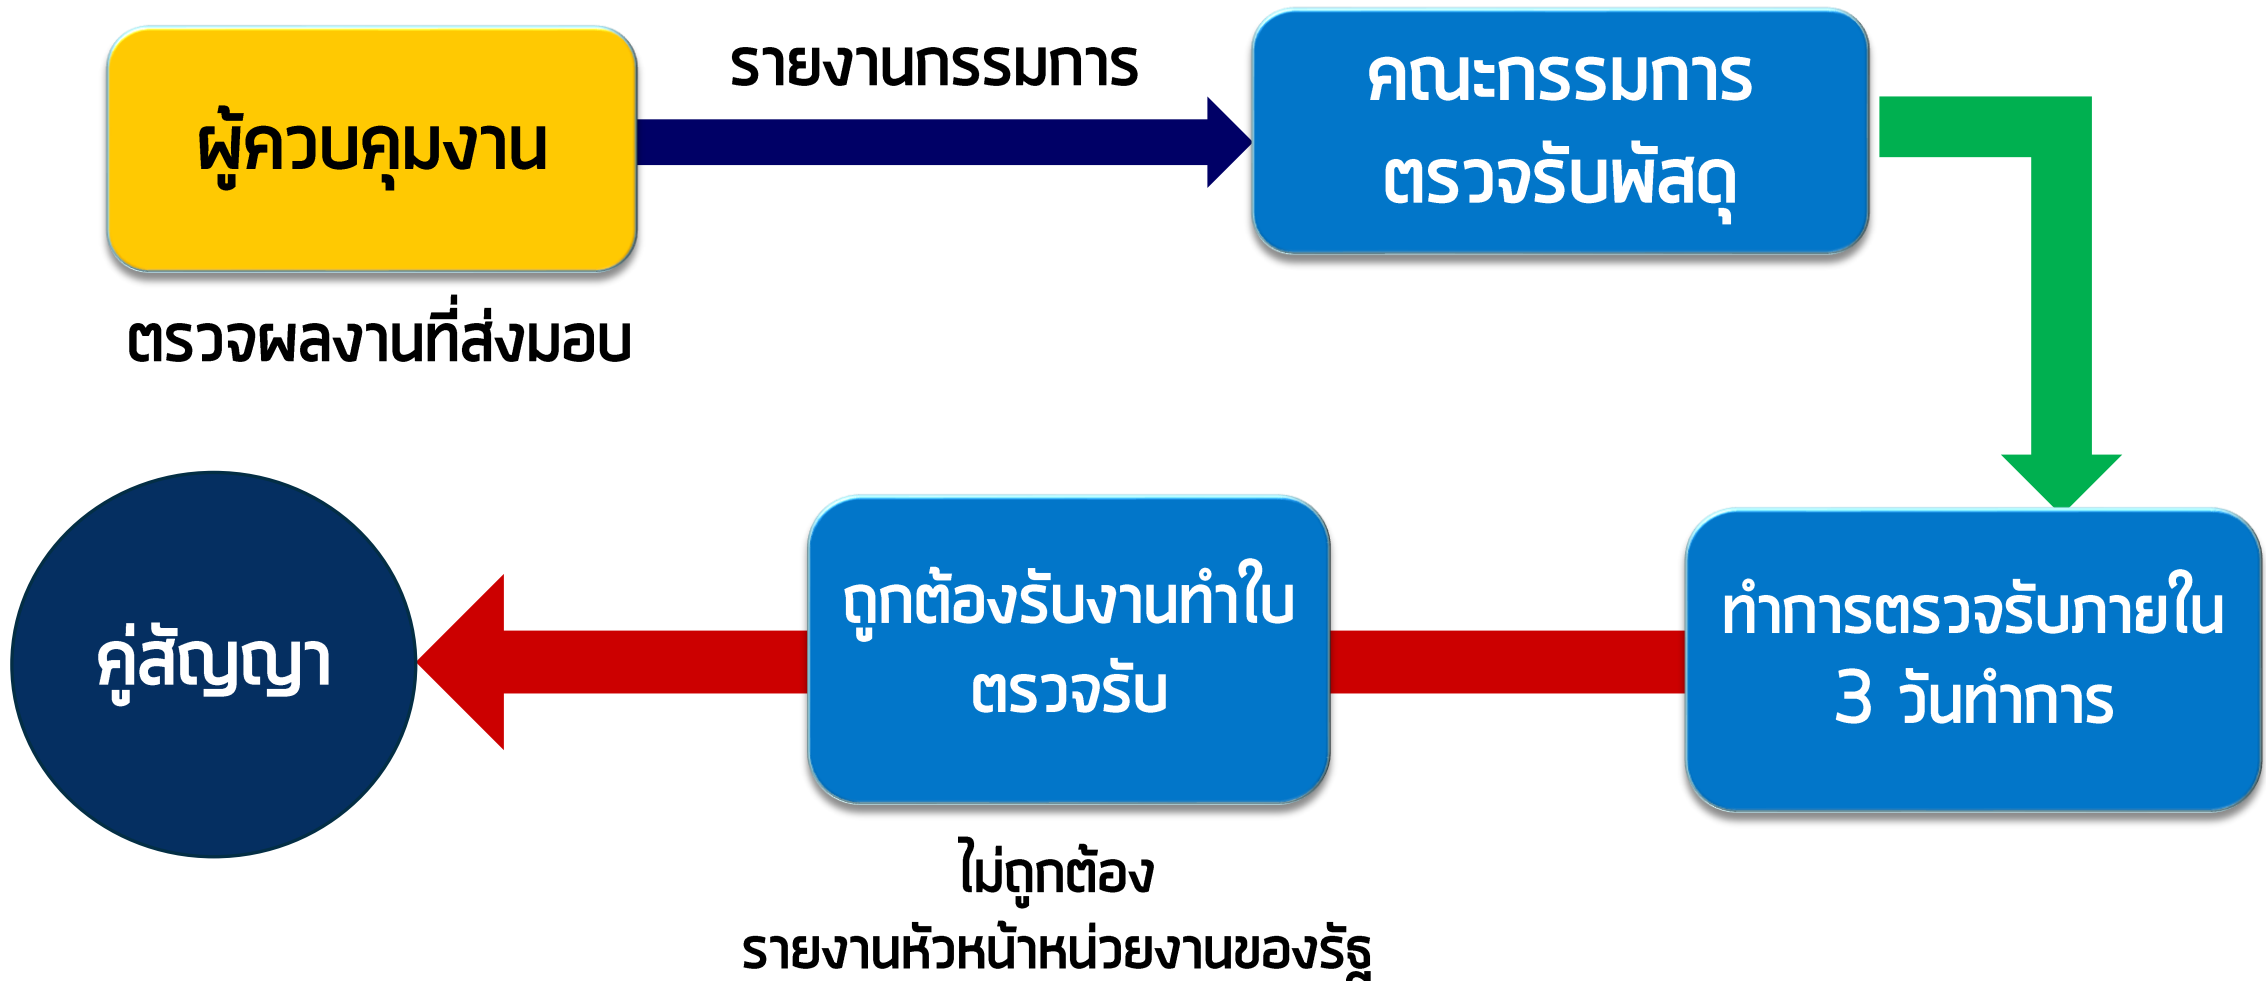 ผู้ควบคุมงาน
รายงานกรรมการ
คณะกรรมการ
ตรวจรับพัสดุ
ตรวจผลงานที่ส่งมอบ
คู่สัญญา
ถูกต้องรับงานทำใบ
ตรวจรับ
ทำการตรวจรับภายใน
3 วันทำการ
ไม่ถูกต้อง
รายงานหัวหน้าหน่วยงานของรัฐ